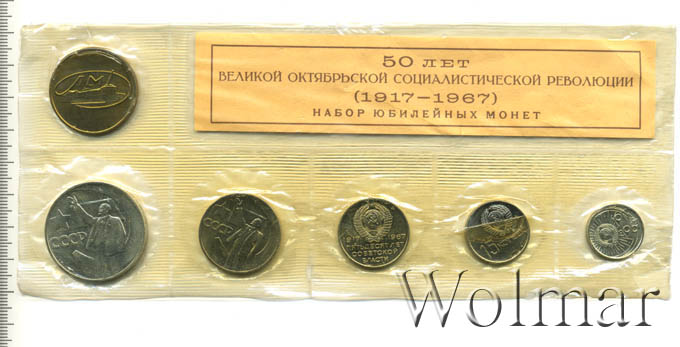 50 ЛЕТ
ВЕЛИКОЙ ОКТЯБРЬСКОЙ СОЦИАЛИСТИЧЕСКОЙ РЕВОЛЮЦИИ
(1917—1967)
НАБОР ЮБИЛЕЙНЫХ МОНЕТ
ЛМД
СССР
СССР
1917 1967
ПЯТЬДЕСЯТ ЛЕТ
СОВЕТСКОЙ
ВЛАСТИ
15
Wolmar